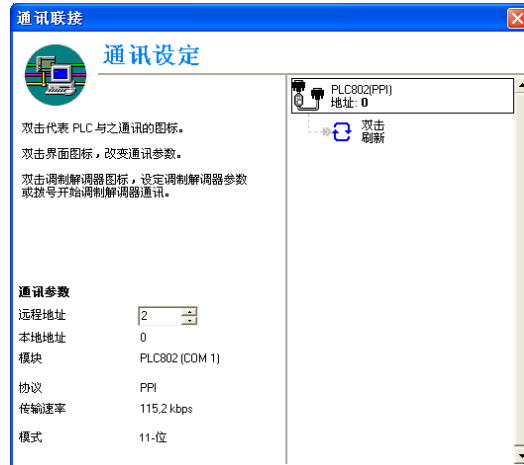 通讯联接
通讯设定
双击代表 PLC 与之通讯的图标。
双击界面图标，改变通讯参数。
双击调制解调器图标，设定调制解调器参数
或拨号开始调制解调器通讯。
通讯参数
远程地址 2
本地地址 0
模块 PLC802 (COM 1)
协议 PPI
传输速率 115,2 kbps
模式 11-位
PLC802(PPI)
地址: 0
双击
刷新